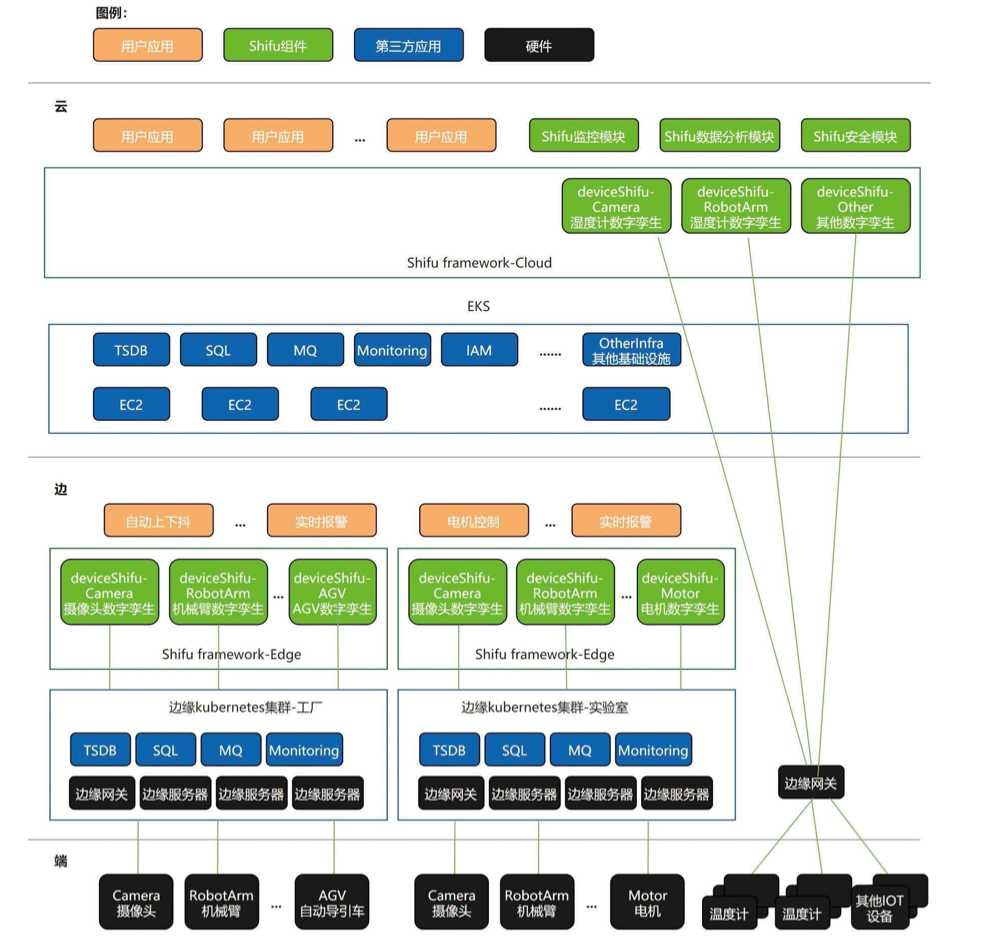 图例:
用户应用
Shifu组件
第三方应用
硬件
云
用户应用
用户应用
...
用户应用
Shifu监控模块
Shifu数据分析模块
Shifu安全模块
deviceShifu-
Camera
湿度计数字孪生
deviceShifu-
RobotArm
湿度计数字孪生
deviceShifu-
Other
其他数字孪生
Shifu framework-Cloud
EKS
TSDB
SQL
MQ
Monitoring
IAM
......
OtherInfra
其他基础设施
EC2
EC2
EC2
......
EC2
边
自动上下抖
...
实时报警
电机控制
...
实时报警
deviceShifu-
Camera
摄像头数字孪生
deviceShifu-
RobotArm
机械臂数字孪生
...
deviceShifu-
AGV
AGV数字孪生
Shifu framework-Edge
deviceShifu-
Camera
摄像头数字孪生
deviceShifu-
RobotArm
机械臂数字孪生
...
deviceShifu-
Motor
电机数字孪生
Shifu framework-Edge
边缘kubernetes集群-工厂
TSDB
SQL
MQ
Monitoring
边缘网关
边缘服务器
边缘服务器
边缘服务器
边缘kubernetes集群-实验室
TSDB
SQL
MQ
Monitoring
边缘网关
边缘服务器
边缘服务器
边缘服务器
边缘网关
端
Camera
摄像头
RobotArm
机械臂
...
AGV
自动导引车
Camera
摄像头
RobotArm
机械臂
...
Motor
电机
温度计
温度计
其他IOT
设备